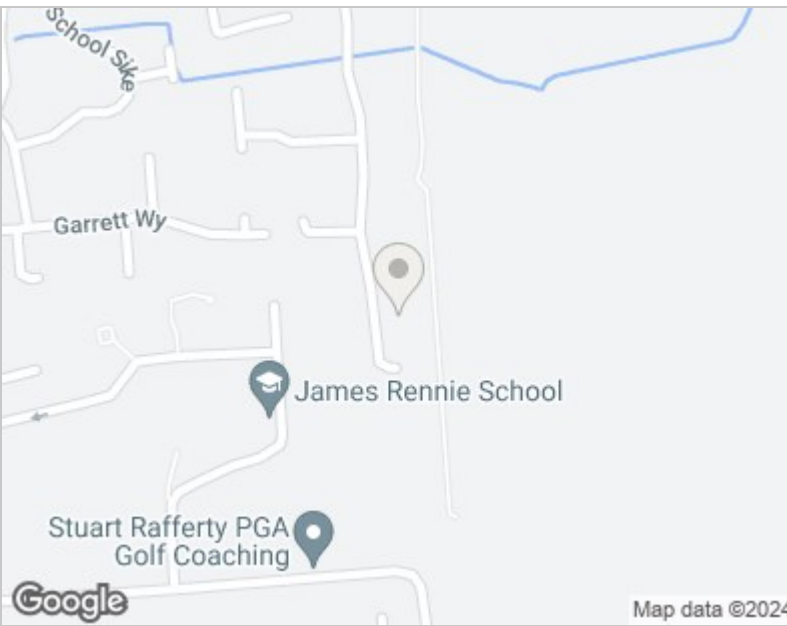 School Sike
Garrett Wy
James Rennie School
Stuart Rafferty PGA
Golf Coaching
Google
Map data ©2024